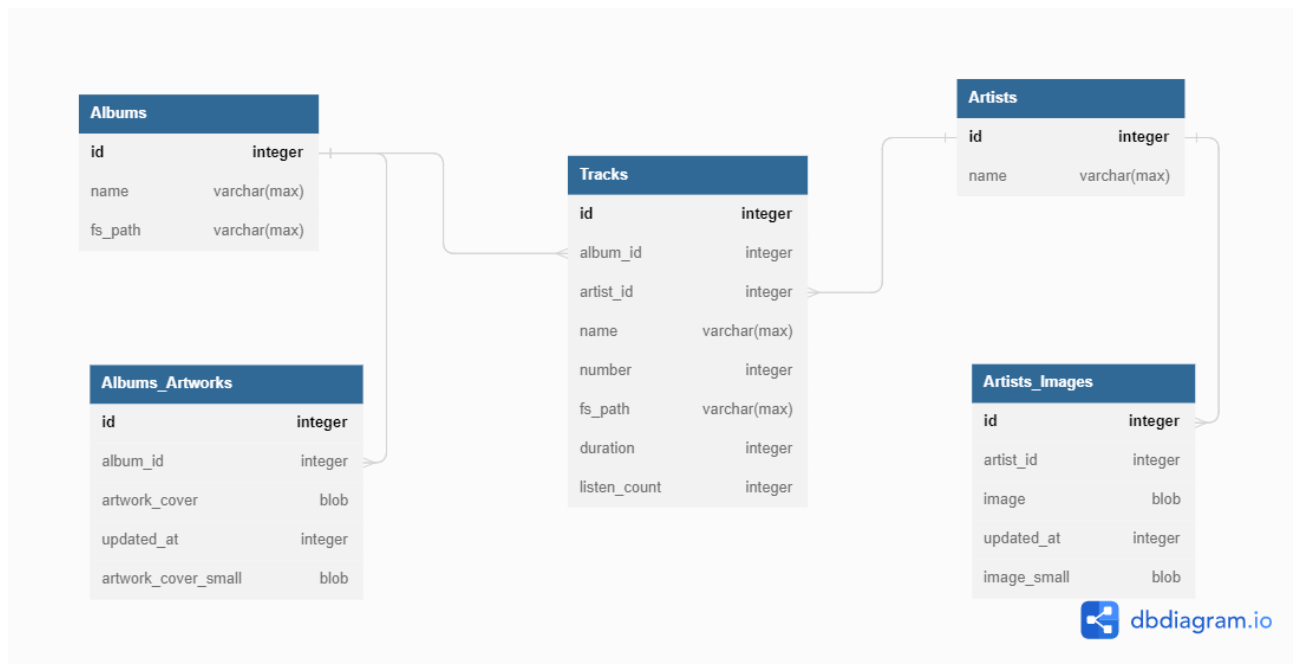 Albums
id integer
name varchar(max)
fs_path varchar(max)
Albums_Artworks
id integer
album_id integer
artwork_cover blob
updated_at integer
artwork_cover_small blob
Tracks
id integer
album_id integer
artist_id integer
name varchar(max)
number integer
fs_path varchar(max)
duration integer
listen_count integer
Artists
id integer
name varchar(max)
Artists_Images
id integer
artist_id integer
image blob
updated_at integer
image_small blob
dbdiagram.io